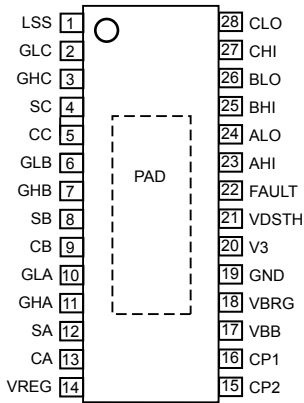 LSS 1 28 CLO
GLC 2 27 CHI
GHC 3 26 BLO
SC 4 25 BHI
CC 5 24 ALO
GLB 6 23 AHI
GHB 7 PAD 22 FAULT
SB 8 21 VDSTH
CB 9 20 V3
GLA 10 19 GND
GHA 11 18 VBRG
SA 12 17 VBB
CA 13 16 CP1
VREG 14 15 CP2